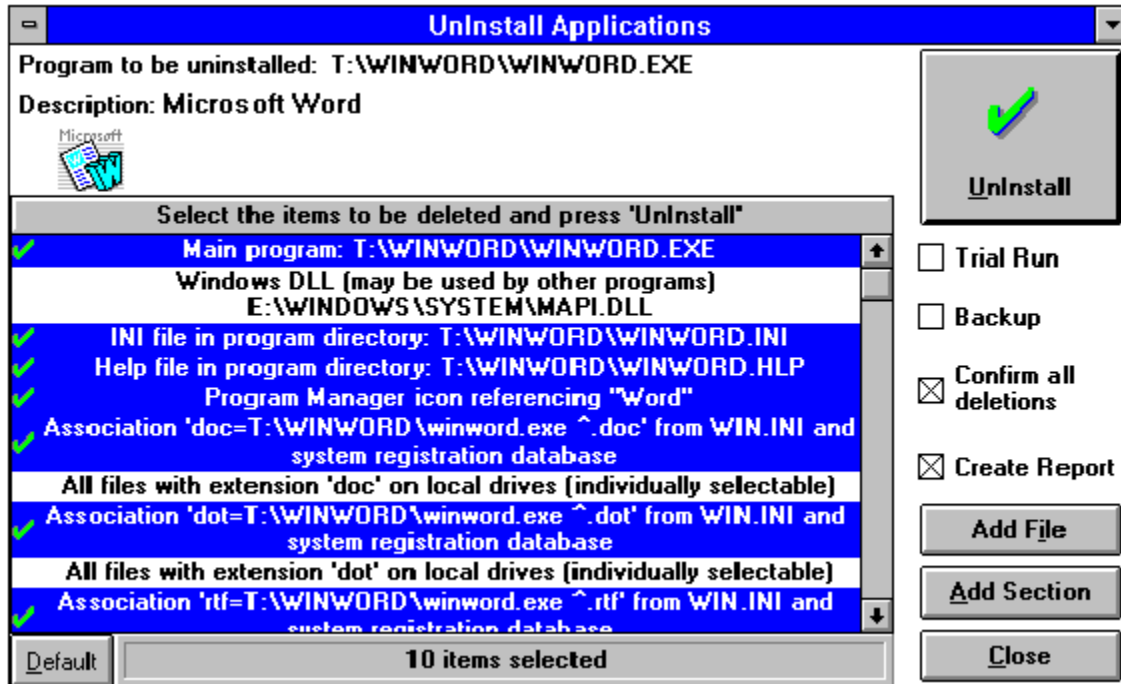 UnInstall Applications
Program to be uninstalled: T:\WINWORD\WINWORD.EXE
Description: Microsoft Word
Microsoft
W
W
UnInstall
Select the items to be deleted and press 'UnInstall'
Main program: T:\WINWORD\WINWORD.EXE
Windows DLL (may be used by other programs)
E:\WINDOWS\SYSTEM\MAPI.DLL
INI file in program directory: T:\WINWORD\WINWORD.INI
Help file in program directory: T:\WINWORD\WINWORD.HLP
Program Manager icon referencing "Word"
Association 'doc=T:\WINWORD\winword.exe ^.doc' from WIN.INI and
system registration database
All files with extension 'doc' on local drives (individually selectable)
Association 'dot=T:\WINWORD\winword.exe ^.dot' from WIN.INI and
system registration database
All files with extension 'dot' on local drives (individually selectable)
Association 'rtf=T:\WINWORD\winword.exe ^.rtf' from WIN.INI and
system registration database
Trial Run
Backup
Confirm all
deletions
Create Report
Add File
Add Section
Close
Default
10 items selected